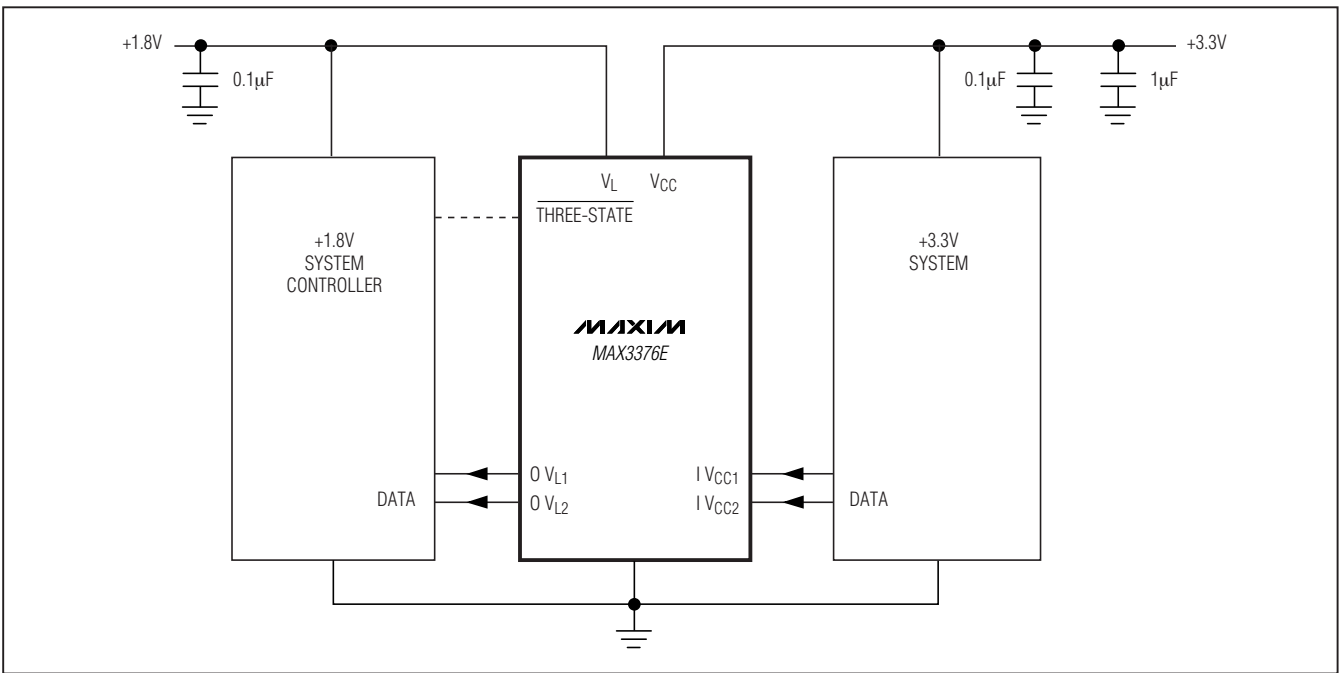 +1.8V
0.1μF
0.1μF
1μF
+3.3V
VL
VCC
THREE-STATE
+1.8V
SYSTEM
CONTROLLER
MAXIM
MAX3376E
+3.3V
SYSTEM
DATA
O VL1
O VL2
I VCC1
I VCC2
DATA